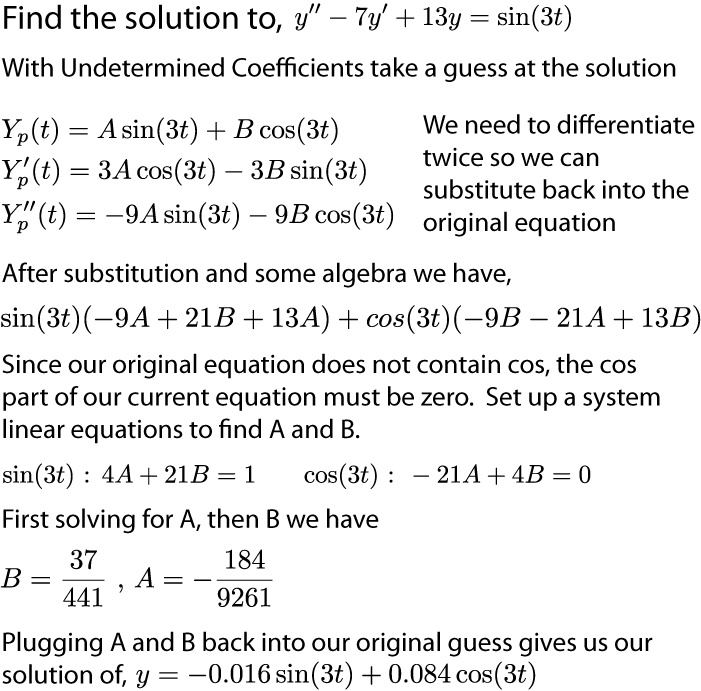 Find the solution to, y′′ − 7y′ + 13y = sin(3t)
With Undetermined Coefficients take a guess at the solution
Yₚ(t) = A sin(3t) + B cos(3t)
Y′ₚ(t) = 3A cos(3t) − 3B sin(3t)
Y′′ₚ(t) = −9A sin(3t) − 9B cos(3t)
We need to differentiate
twice so we can
substitute back into the
original equation
After substitution and some algebra we have,
sin(3t)(−9A + 21B + 13A) + cos(3t)(−9B − 21A + 13B)
Since our original equation does not contain cos, the cos
part of our current equation must be zero. Set up a system
linear equations to find A and B.
sin(3t) : 4A + 21B = 1 cos(3t) : − 21A + 4B = 0
First solving for A, then B we have
B = 37/441 , A = −184/9261
Plugging A and B back into our original guess gives us our
solution of, y = −0.016 sin(3t) + 0.084 cos(3t)